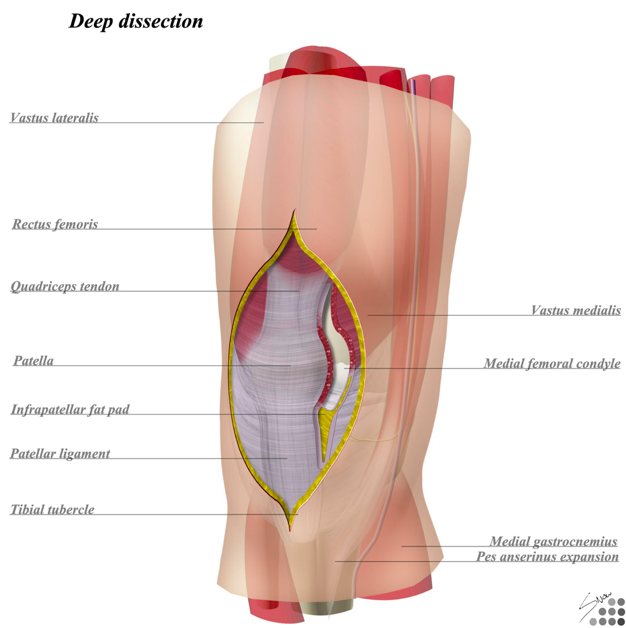 Deep dissection
Vastus lateralis
Rectus femoris
Quadriceps tendon
Vastus medialis
Patella
Medial femoral condyle
Infrapatellar fat pad
Patellar ligament
Tibial tubercle
Medial gastrocnemius
Pes anserinus expansion